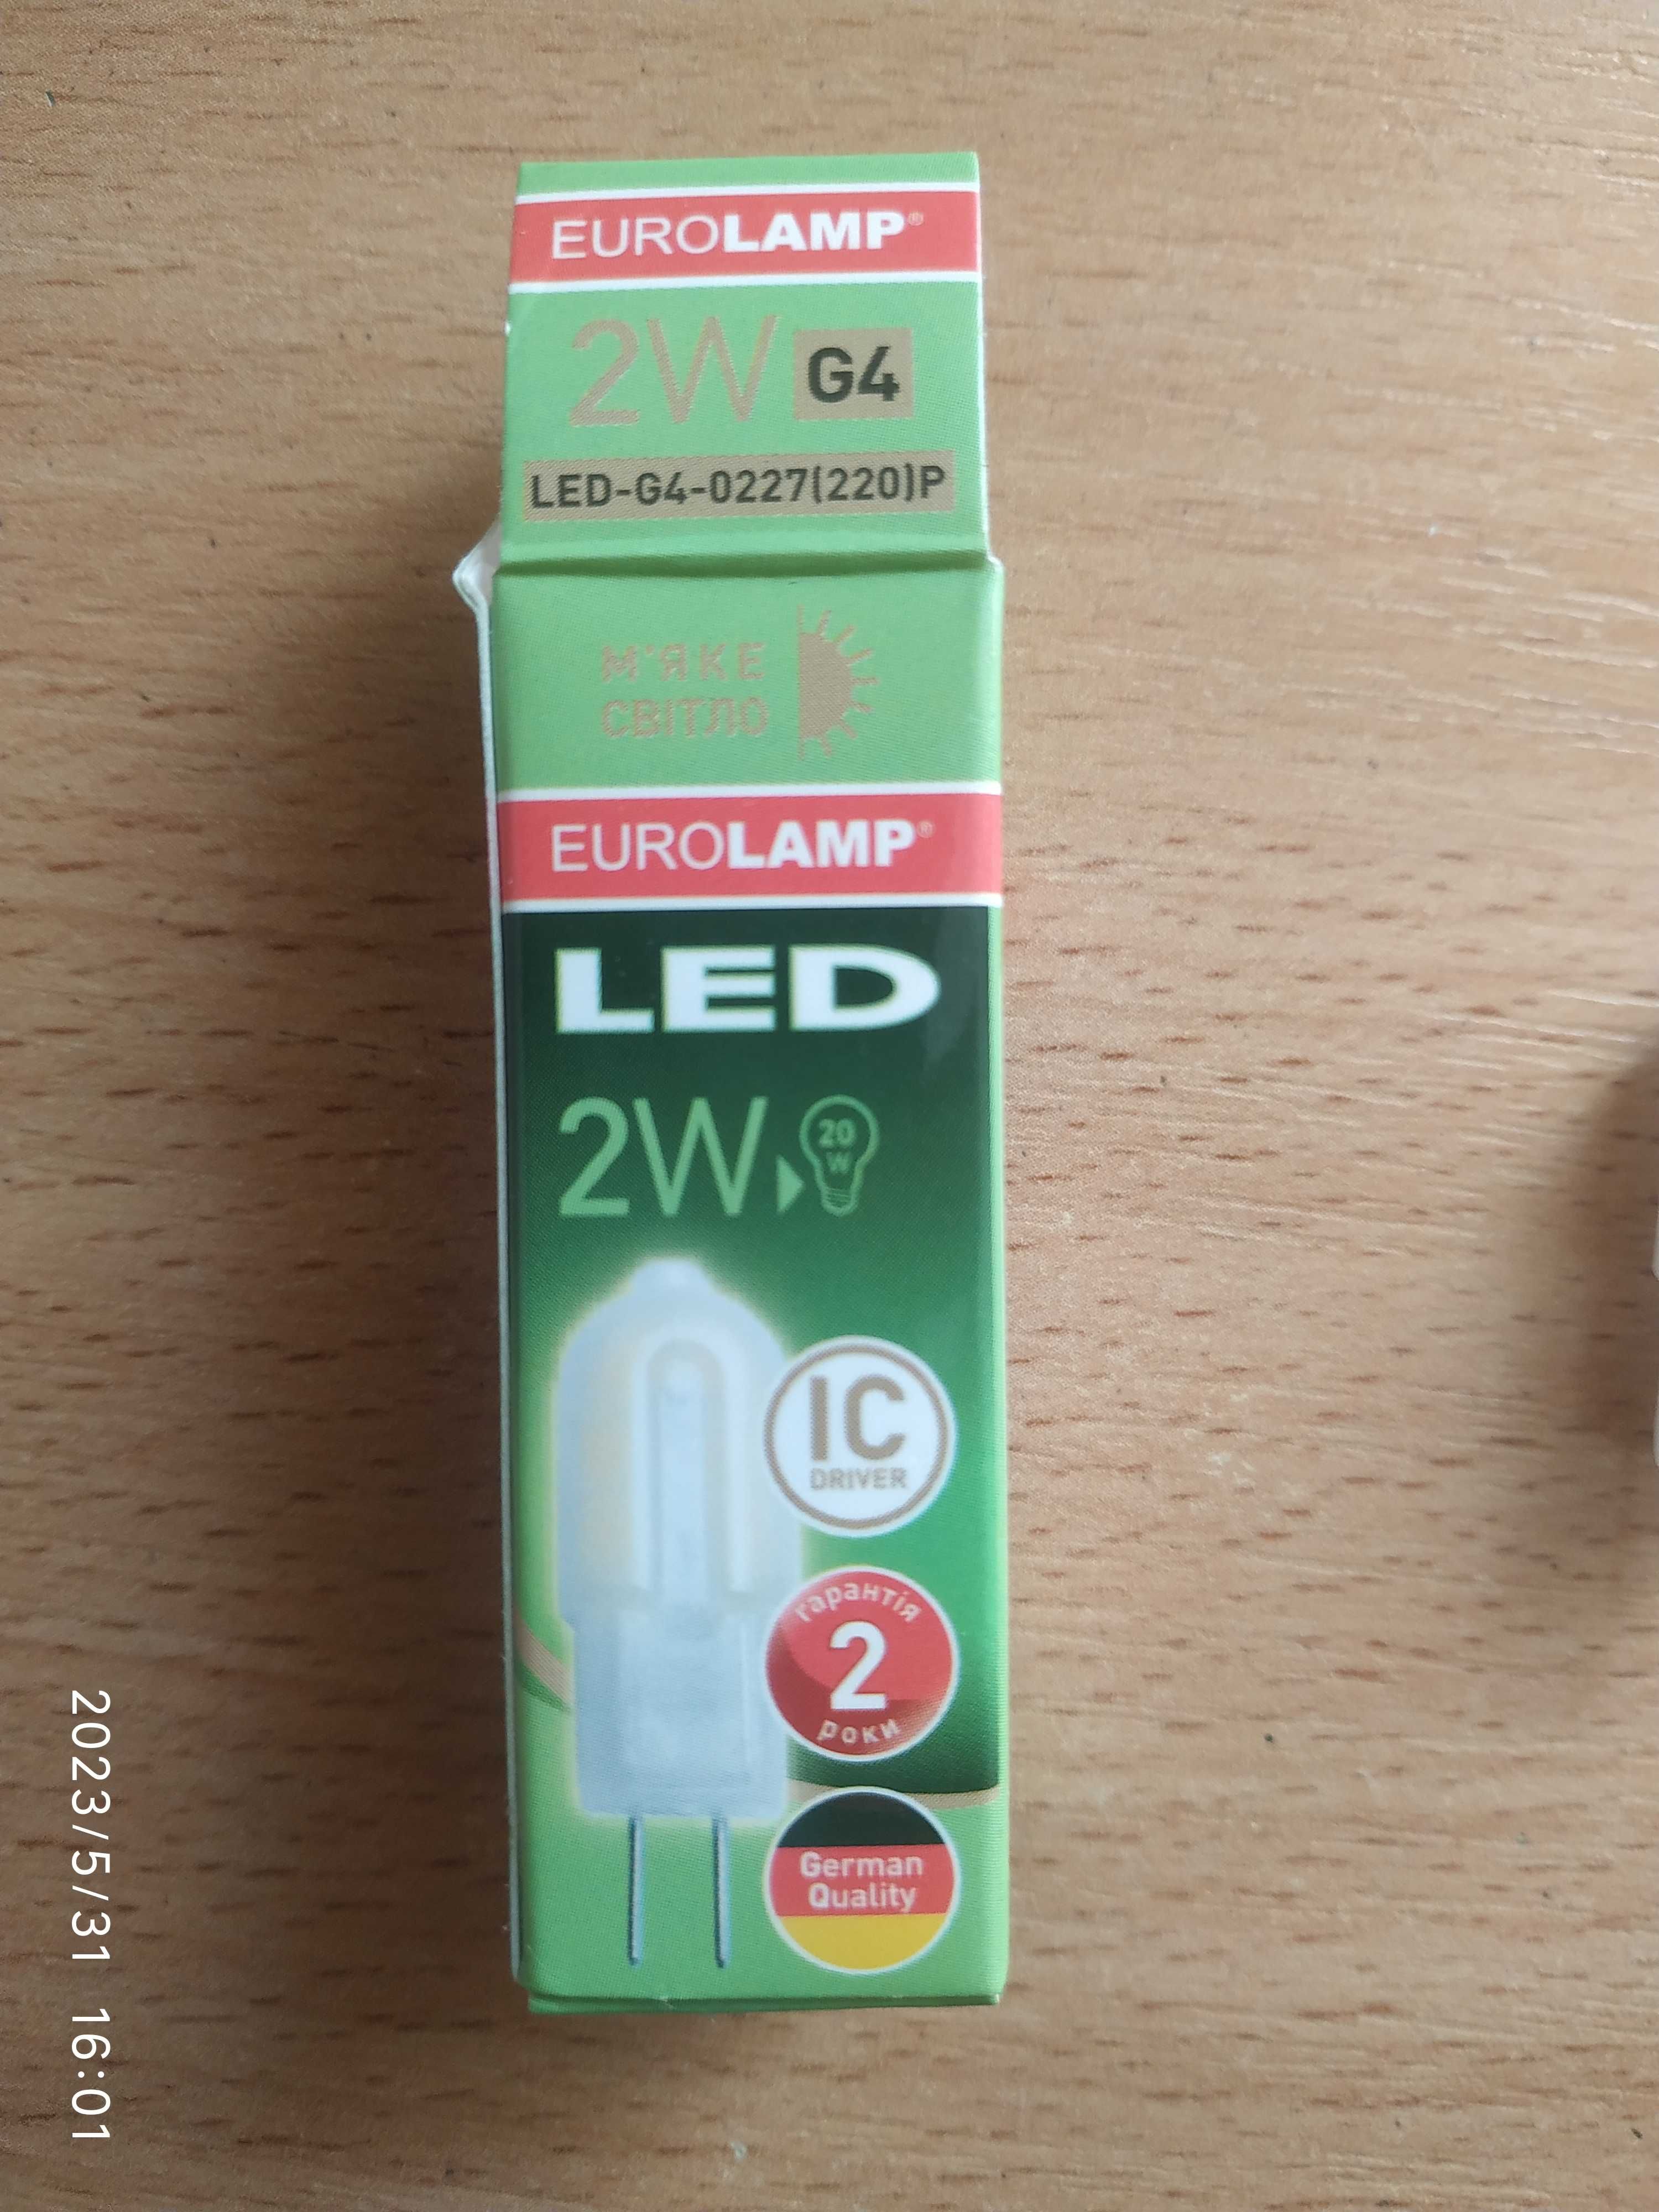 EUROLAMP®
2W G4
LED-G4-0227(220)P
М'ЯКЕ
СВІТЛО
EUROLAMP®
LED
2W 20
W
IC
DRIVER
гарантія
2
роки
German
Quality
2023/5/31 16:01